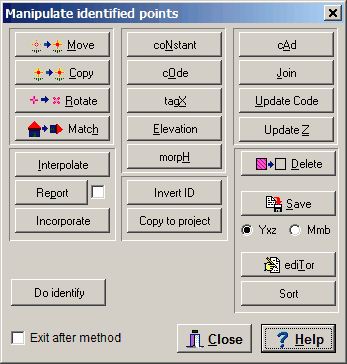 Manipulate identified points
Move
Copy
Rotate
Match
Interpolate
Report
Incorporate
Do identify
Exit after method
coNstant
cOde
tagX
Elevation
morpH
Invert ID
Copy to project
cAd
Join
Update Code
Update Z
Delete
Save
Yxz Mmb
ediTor
Sort
Close
Help